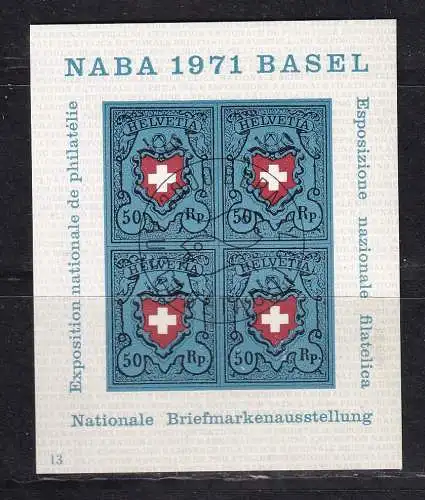 NABA 1971 BASEL
Exposition nationale de philatélie
HELVETIA
HELVETIA
50 Rp
50 Rp
HELVETIA
HELVETIA
50 Rp
50 Rp
Esposizione nazionale filatelica
Nationale Briefmarkenausstellung
13